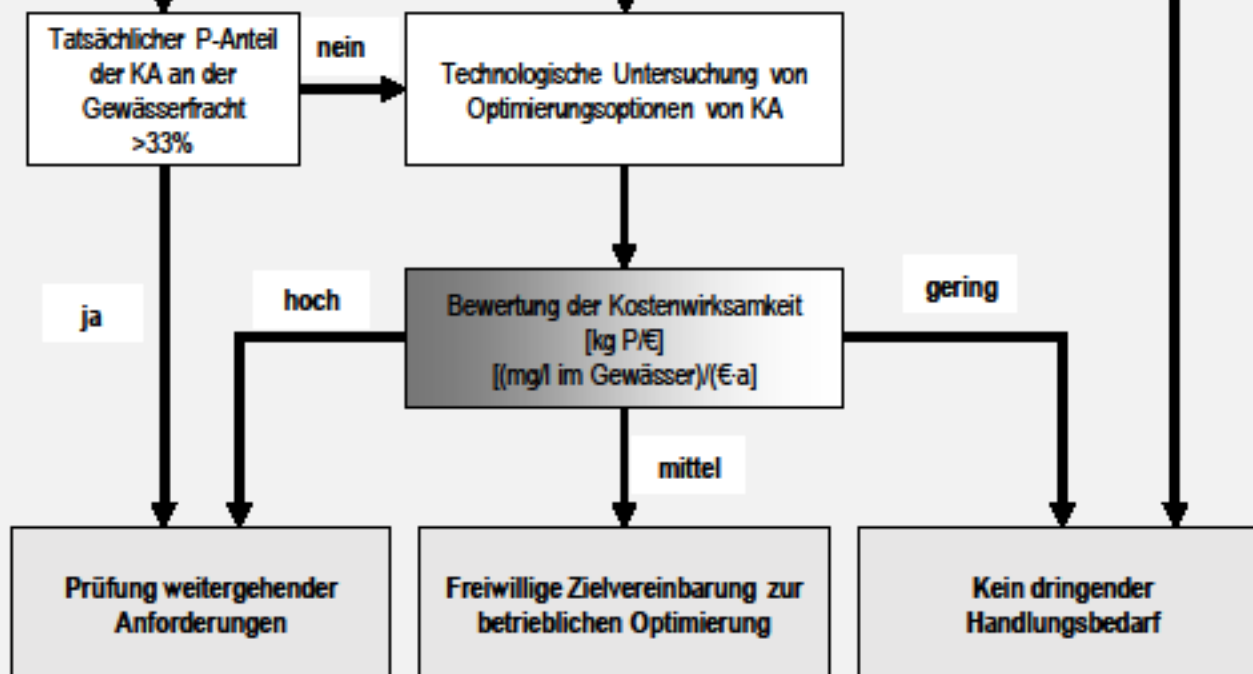 Tatsächlicher P-Anteil
der KA an der
Gewässerfracht
>33%
nein
Technologische Untersuchung von
Optimierungsoptionen von KA
ja
hoch
Bewertung der Kostenwirksamkeit
[kg P/€]
[(mg/l im Gewässer)/(€·a]
gering
mittel
Prüfung weitergehender
Anforderungen
Freiwillige Zielvereinbarung zur
betrieblichen Optimierung
Kein dringender
Handlungsbedarf